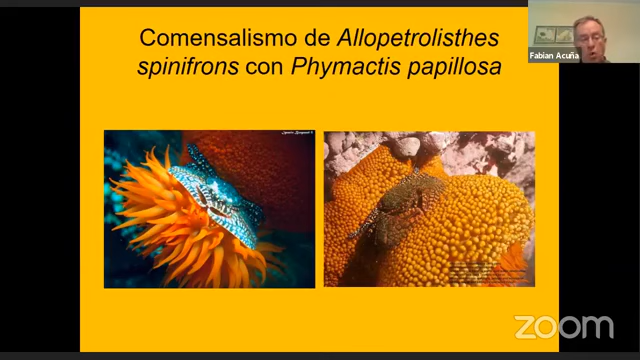 Comensalismo de Allopetrolisthes
spinifrons con Phymactis papillosa
Fabian Acuña
zoom